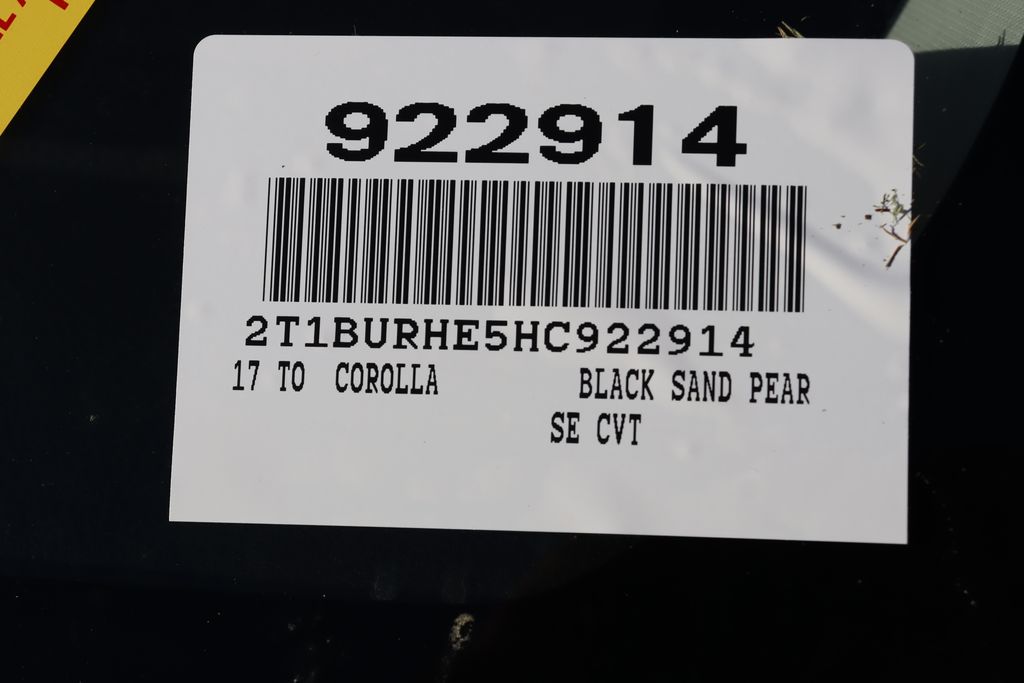 922914
2T1BURHE5HC922914
17 TO COROLLA BLACK SAND PEAR
SE CVT